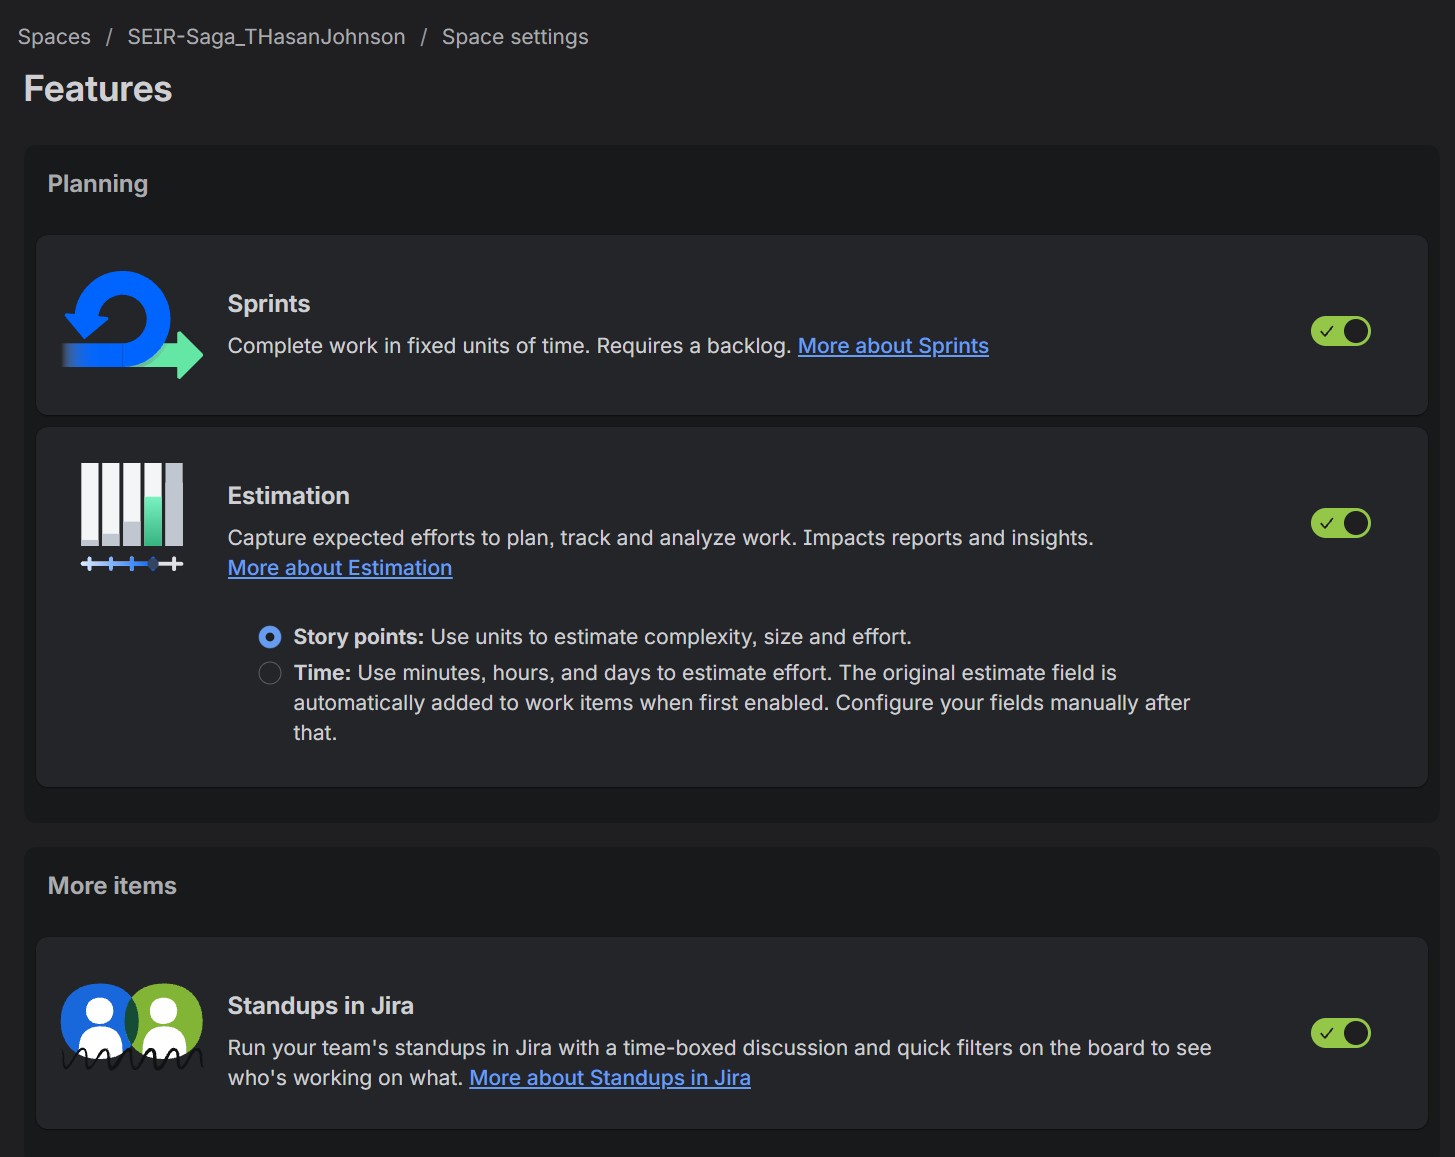 Spaces / SEIR-Saga_THasanJohnson / Space settings
Features
Planning
Sprints
Complete work in fixed units of time. Requires a backlog. More about Sprints
Estimation
Capture expected efforts to plan, track and analyze work. Impacts reports and insights.
More about Estimation
Story points: Use units to estimate complexity, size and effort.
Time: Use minutes, hours, and days to estimate effort. The original estimate field is
automatically added to work items when first enabled. Configure your fields manually after
that.
More items
Standups in Jira
Run your team's standups in Jira with a time-boxed discussion and quick filters on the board to see
who's working on what. More about Standups in Jira